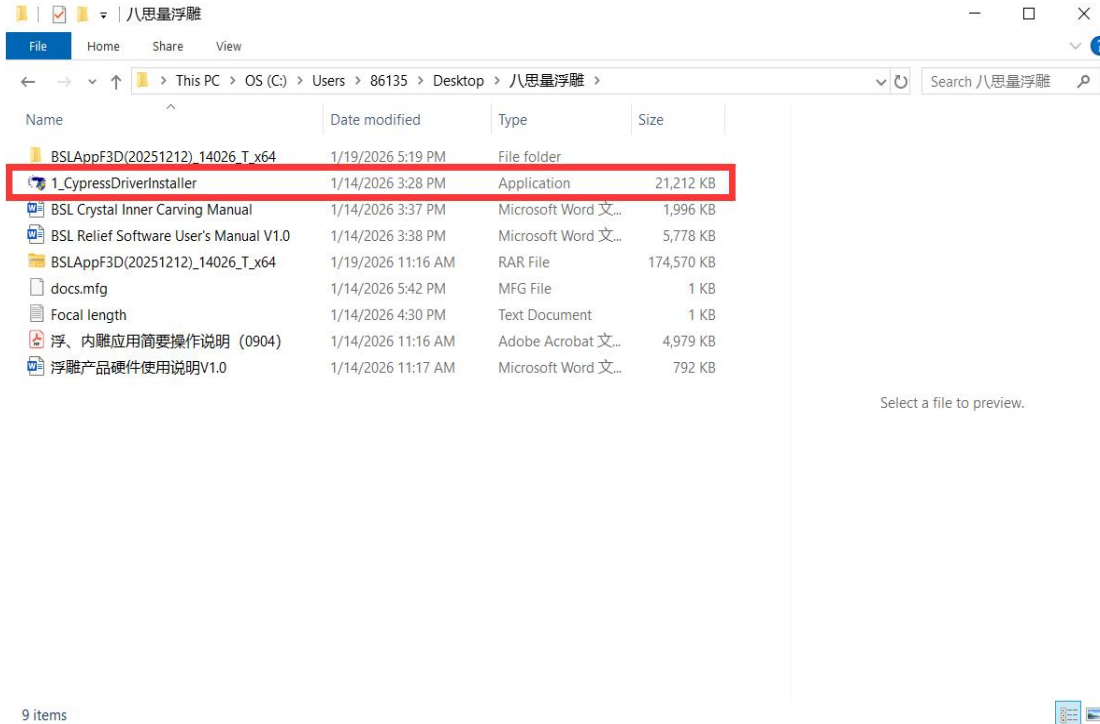 八思量浮雕
File Home Share View
This PC > OS (C:) > Users > 86135 > Desktop > 八思量浮雕 >
Search 八思量浮雕
Name Date modified Type Size
BSLAppF3D(20251212)_14026_T_x64 1/19/2026 5:19 PM File folder
1_CypressDriverInstaller 1/14/2026 3:28 PM Application 21,212 KB
BSL Crystal Inner Carving Manual 1/14/2026 3:37 PM Microsoft Word 文... 1,996 KB
BSL Relief Software User's Manual V1.0 1/14/2026 3:38 PM Microsoft Word 文... 5,778 KB
BSLAppF3D(20251212)_14026_T_x64 1/19/2026 11:16 AM RAR File 174,570 KB
docs.mfg 1/14/2026 5:42 PM MFG File 1 KB
Focal length 1/14/2026 4:30 PM Text Document 1 KB
浮、内雕应用简要操作说明（0904） 1/14/2026 11:16 AM Adobe Acrobat 文... 4,979 KB
浮雕产品硬件使用说明V1.0 1/14/2026 11:17 AM Microsoft Word 文... 792 KB
Select a file to preview.
9 items